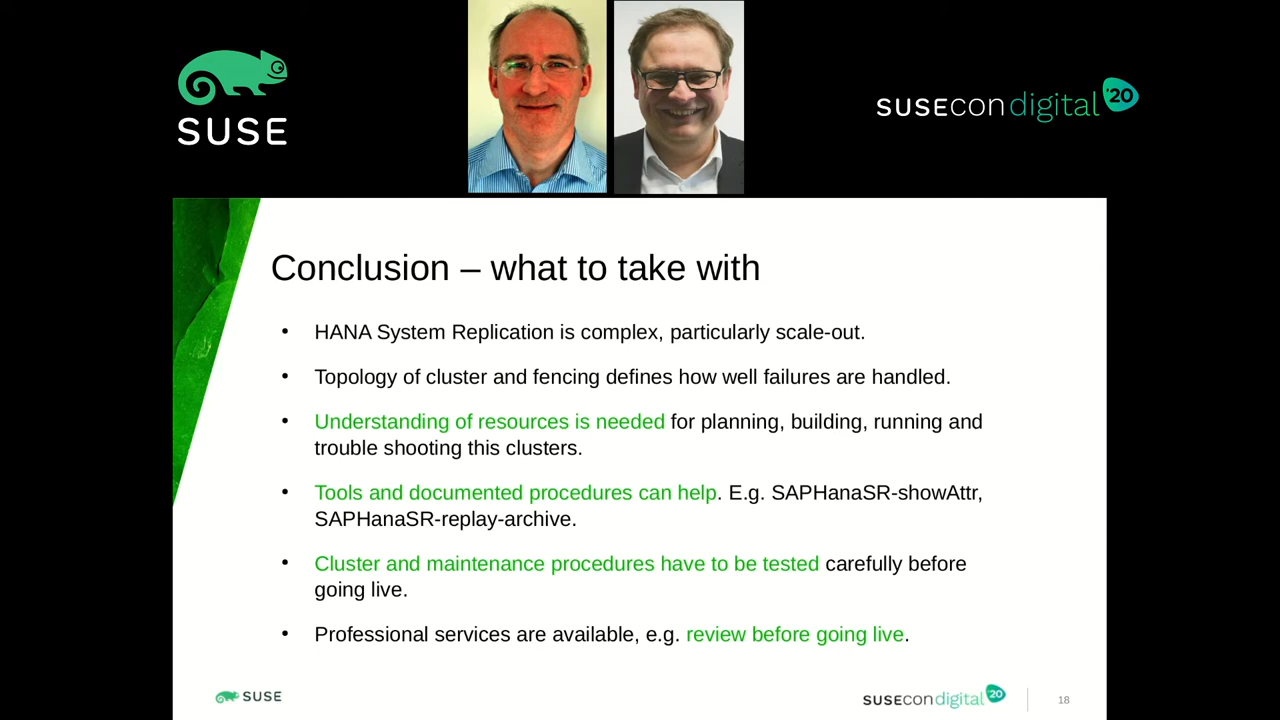 SUSE
SUSECON digital '20
Conclusion – what to take with
• HANA System Replication is complex, particularly scale-out.
• Topology of cluster and fencing defines how well failures are handled.
• Understanding of resources is needed for planning, building, running and
trouble shooting this clusters.
• Tools and documented procedures can help. E.g. SAPHanaSR-showAttr,
SAPHanaSR-replay-archive.
• Cluster and maintenance procedures have to be tested carefully before
going live.
• Professional services are available, e.g. review before going live.
SUSE
SUSECON digital '20
18